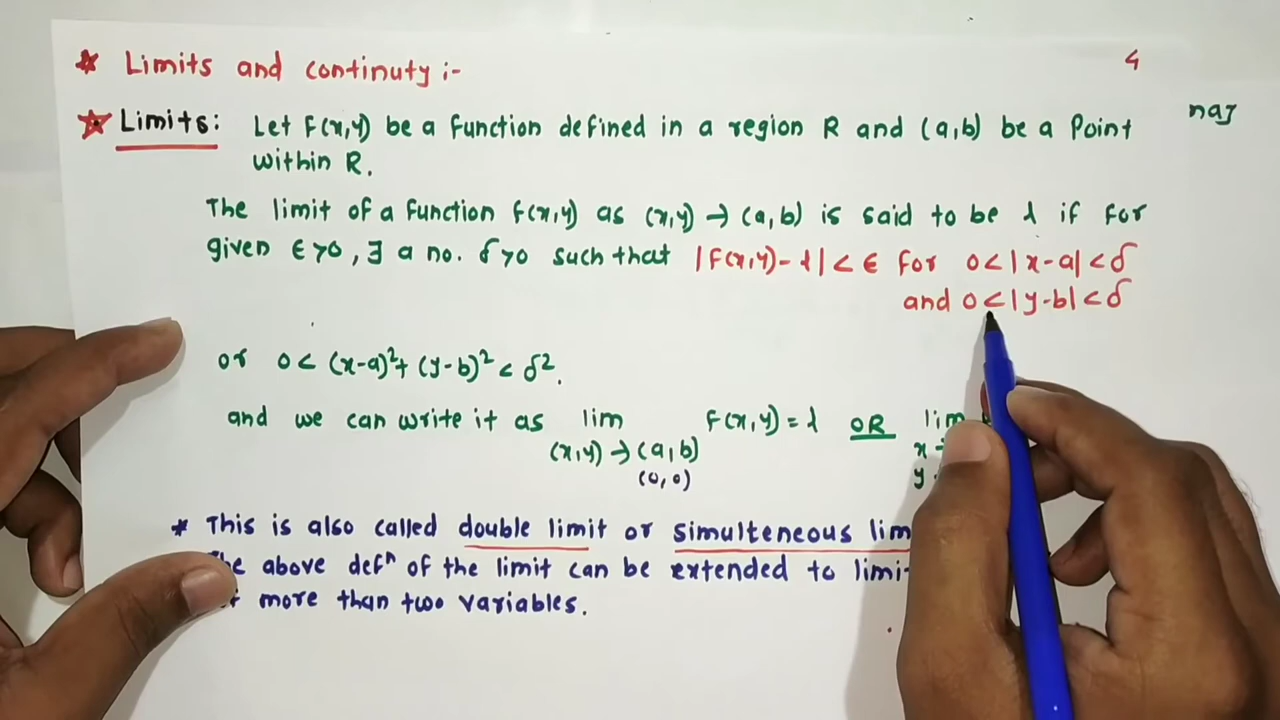 * Limits and continuty :-
4
naj
* Limits: Let f(x,y) be a function defined in a region R and (a,b) be a Point
within R.
The limit of a function f(x,y) as (x,y) → (a,b) is said to be λ if for
given ϵ>0, ∃ a no. δ>0 such that |f(x,y)-λ|<ϵ for 0<|x-a|<δ
and 0<|y-b|<δ
or 0< (x-a)²+ (y-b)² < δ².
and we can write it as lim f(x,y) = λ OR lim
(x,y) → (a,b) x
(0,0) y
* This is also called double limit or simulteneous
above defⁿ of the limit can be extended to
more than two variables.